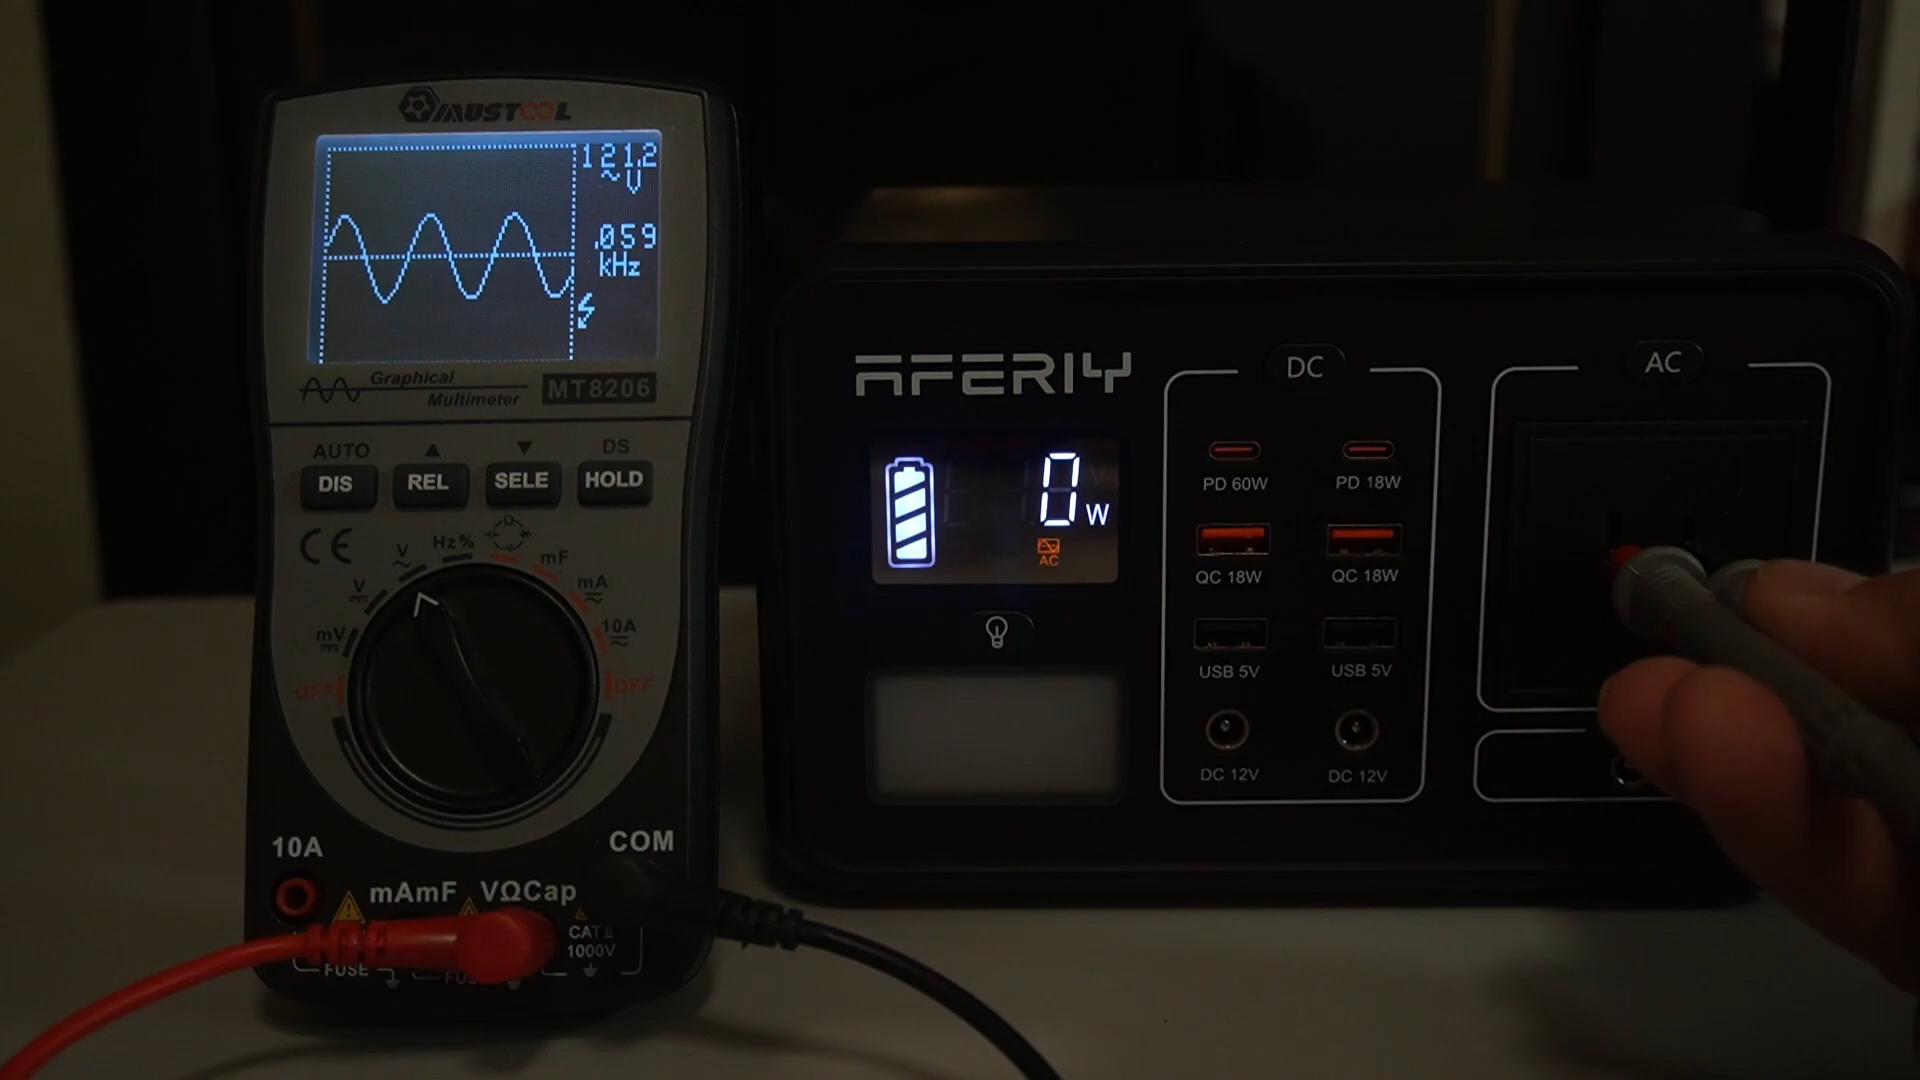 MUSTOOL
121.2
~
V
.059
kHz
Graphical
Multimeter
MT8206
AUTO ▲ ▼ DS
DIS REL SELE HOLD
CE
Hz%
V
V
mV
mF
mA
10A
OFF
OFF
10A
COM
mAmF
VΩCap
CAT II
1000V
FUSE
AFERIY
0 W
AC
DC
PD 60W
PD 18W
QC 18W
QC 18W
USB 5V
USB 5V
DC 12V
DC 12V
AC